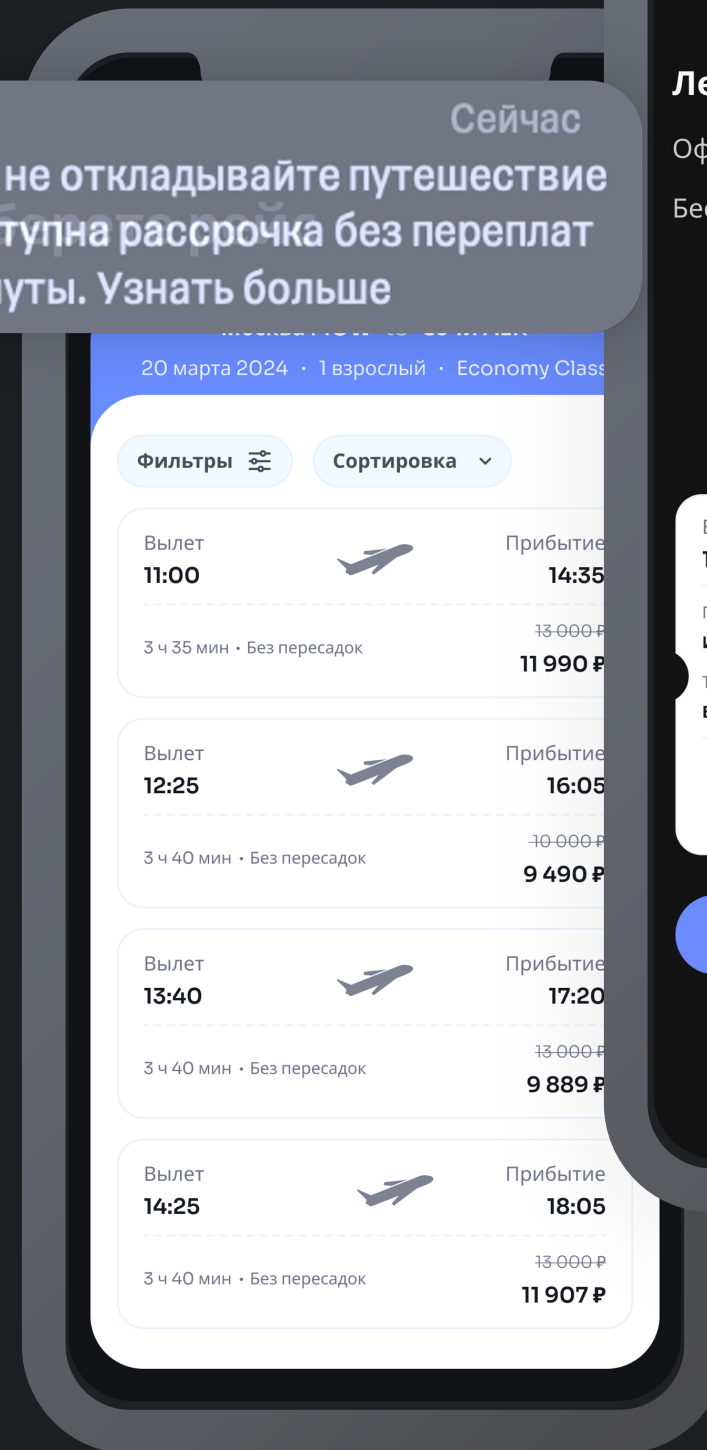 Сейчас
не откладывайте путешествие
рассрочка без переплат
Узнать больше
20 марта 2024 • 1 взрослый • Economy Class
Фильтры
Сортировка
Вылет
Прибытие
11:00
14:35
13 000 ₽
3 ч 35 мин • Без пересадок
11 990 ₽
Вылет
Прибытие
12:25
16:05
10 000 ₽
3 ч 40 мин • Без пересадок
9 490 ₽
Вылет
Прибытие
13:40
17:20
13 000 ₽
3 ч 40 мин • Без пересадок
9 889 ₽
Вылет
Прибытие
14:25
18:05
13 000 ₽
3 ч 40 мин • Без пересадок
11 907 ₽